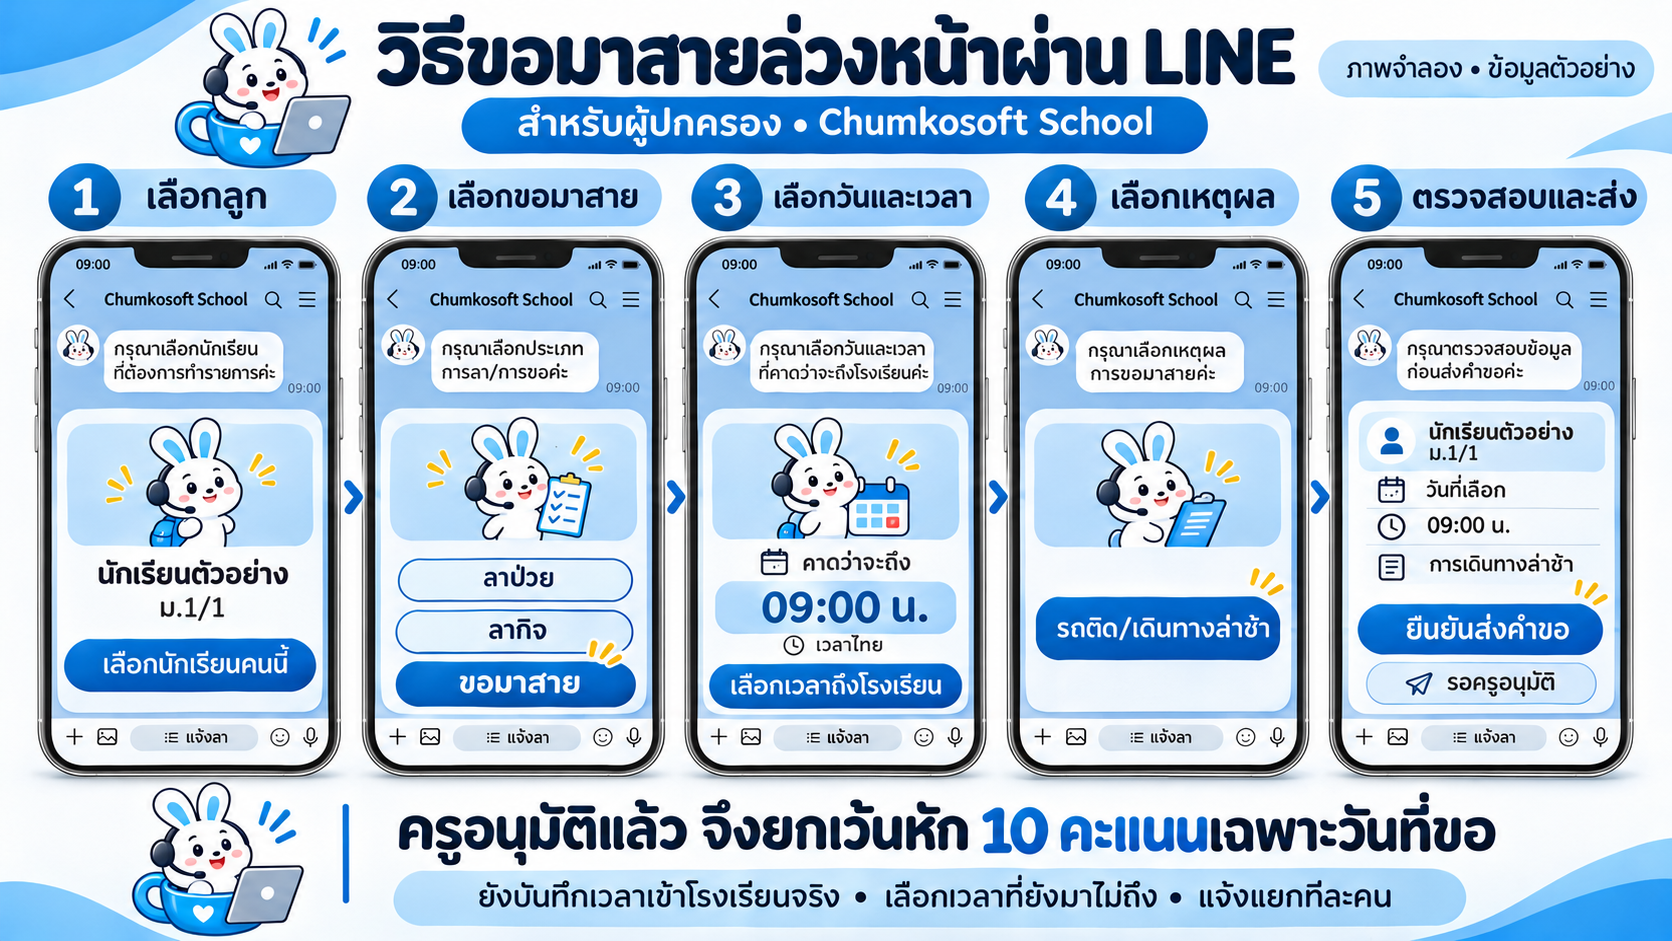 วิธีขอมาสายล่วงหน้าผ่าน LINE
ภาพจำลอง • ข้อมูลตัวอย่าง
สำหรับผู้ปกครอง • Chumkosoft School
1 เลือกลูก
09:00
Chumkosoft School
กรุณาเลือกนักเรียน
ที่ต้องการทำรายการค่ะ
09:00
นักเรียนตัวอย่าง
ม.1/1
เลือกนักเรียนคนนี้
แจ้งลา
2 เลือกขอมาสาย
09:00
Chumkosoft School
กรุณาเลือกประเภท
การลา/การขอค่ะ
09:00
ลาป่วย
ลากิจ
ขอมาสาย
แจ้งลา
3 เลือกวันและเวลา
09:00
Chumkosoft School
กรุณาเลือกวันและเวลา
ที่คาดว่าจะถึงโรงเรียนค่ะ
09:00
คาดว่าจะถึง
09:00 น.
เวลาไทย
เลือกเวลาถึงโรงเรียน
แจ้งลา
4 เลือกเหตุผล
09:00
Chumkosoft School
กรุณาเลือกเหตุผล
การขอมาสายค่ะ
09:00
รถติด/เดินทางล่าช้า
แจ้งลา
5 ตรวจสอบและส่ง
09:00
Chumkosoft School
กรุณาตรวจสอบข้อมูล
ก่อนส่งคำขอค่ะ
09:00
นักเรียนตัวอย่าง
ม.1/1
วันที่เลือก
09:00 น.
การเดินทางล่าช้า
ยืนยันส่งคำขอ
รอครูอนุมัติ
แจ้งลา
ครูอนุมัติแล้ว จึงยกเว้นหัก 10 คะแนนเฉพาะวันที่ขอ
ยังบันทึกเวลาเข้าโรงเรียนจริง • เลือกเวลาที่ยังมาไม่ถึง • แจ้งแยกทีละคน